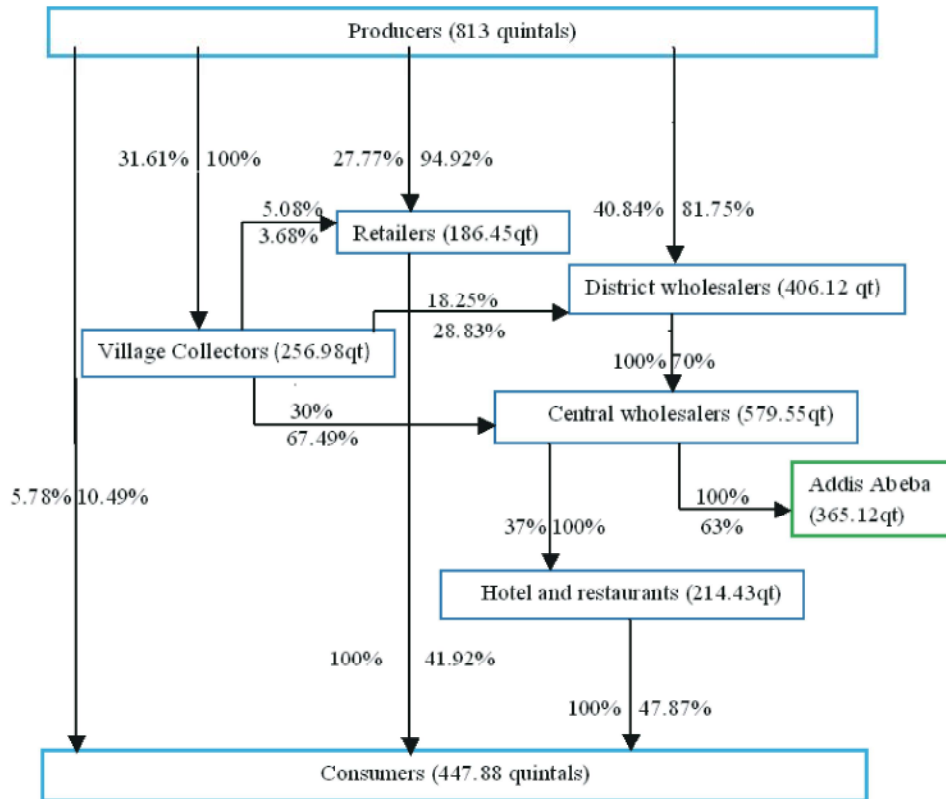 Producers (813 quintals)
31.61% 100%
27.77% 94.92%
40.84% 81.75%
5.08%
3.68%
Retailers (186.45qt)
District wholesalers (406.12 qt)
18.25%
28.83%
Village Collectors (256.98qt)
100% 70%
30%
67.49%
Central wholesalers (579.55qt)
5.78% 10.49%
37% 100%
100%
63%
Addis Abeba
(365.12qt)
Hotel and restaurants (214.43qt)
100% 41.92%
100% 47.87%
Consumers (447.88 quintals)